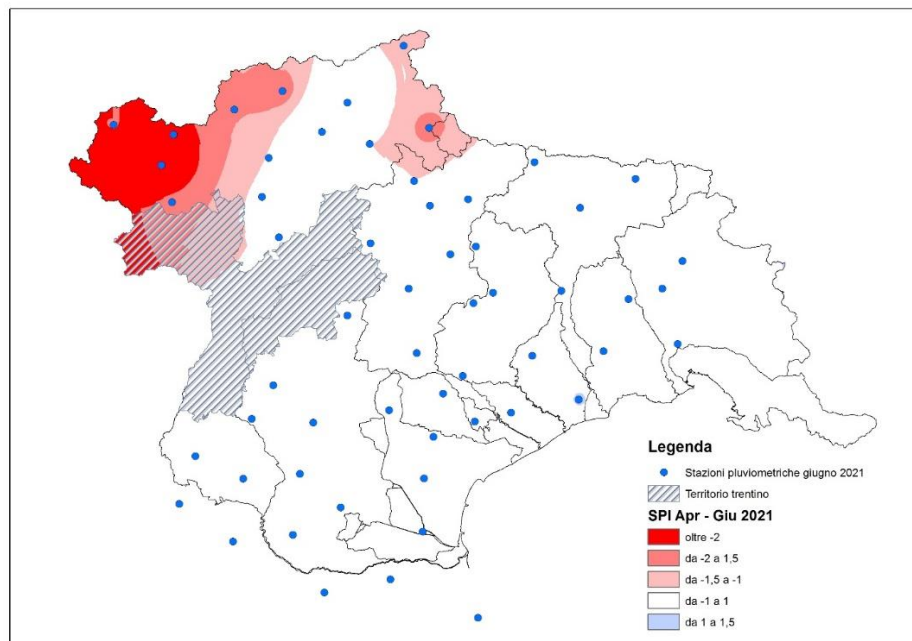 Legenda
Stazioni pluviometriche giugno 2021
Territorio trentino
SPI Apr - Giu 2021
oltre -2
da -2 a 1,5
da -1,5 a -1
da -1 a 1
da 1 a 1,5